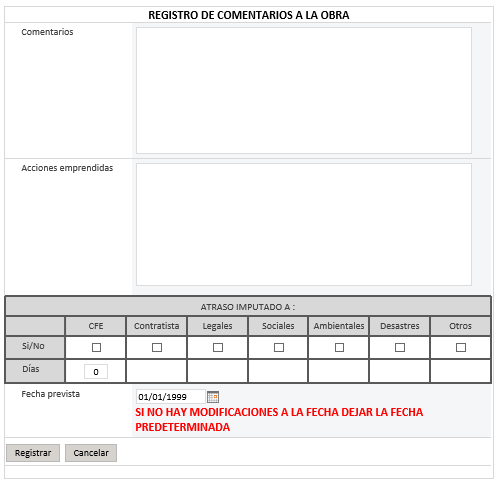 REGISTRO DE COMENTARIOS A LA OBRA
Comentarios
Acciones emprendidas
ATRASO IMPUTADO A :
CFE Contratista Legales Sociales Ambientales Desastres Otros
Si/No
Días 0
Fecha prevista 01/01/1999
SI NO HAY MODIFICACIONES A LA FECHA DEJAR LA FECHA
PREDETERMINADA
Registrar Cancelar